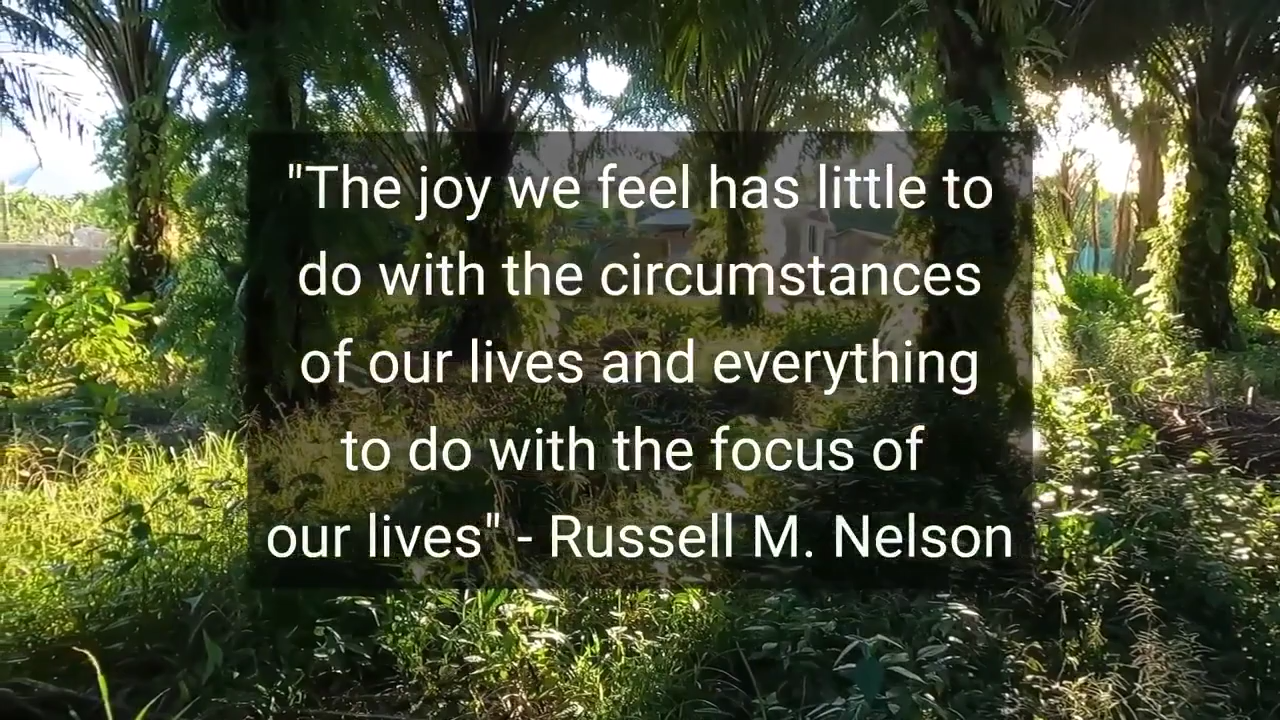 "The joy we feel has little to
do with the circumstances
of our lives and everything
to do with the focus of
our lives" - Russell M. Nelson